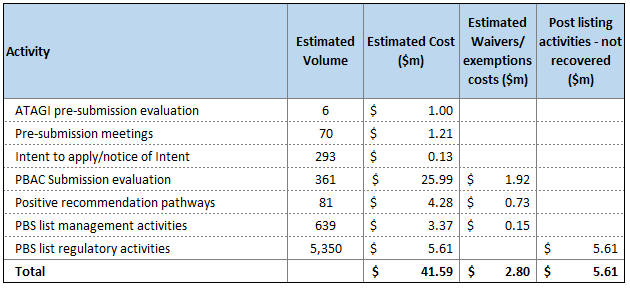 Activity Estimated Volume Estimated Cost ($m) Estimated Waivers/ exemptions costs ($m) Post listing activities - not recovered ($m)
ATAGI pre-submission evaluation 6 $ 1.00
Pre-submission meetings 70 $ 1.21
Intent to apply/notice of Intent 293 $ 0.13
PBAC Submission evaluation 361 $ 25.99 $ 1.92
Positive recommendation pathways 81 $ 4.28 $ 0.73
PBS list management activities 639 $ 3.37 $ 0.15
PBS list regulatory activities 5,350 $ 5.61 $ 5.61
Total $ 41.59 $ 2.80 $ 5.61